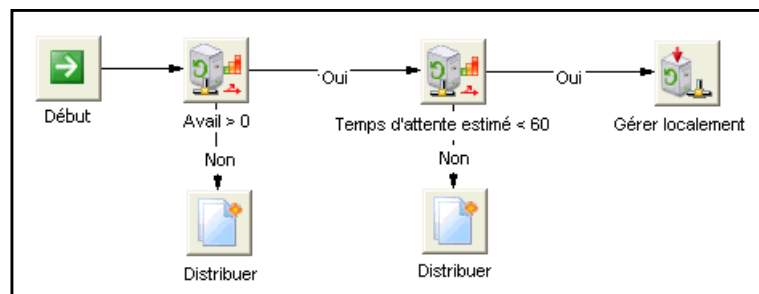 Début
Avail > 0
Oui
Temps d'attente estimé < 60
Oui
Gérer localement
Non
Non
Distribuer
Distribuer